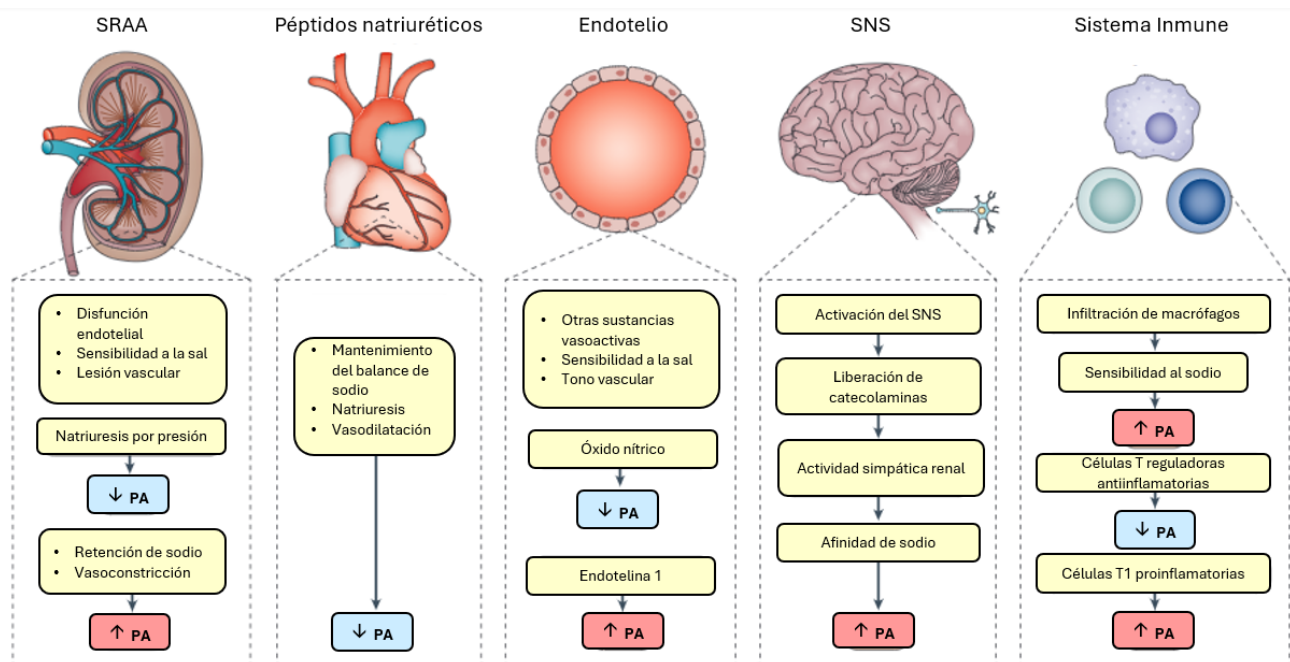 SRAA
Disfunción
endotelial
Sensibilidad a la sal
Lesión vascular
Natriuresis por presión
↓ PA
Retención de sodio
Vasoconstricción
↑ PA
Péptidos natriuréticos
Mantenimiento
del balance de
sodio
Natriuresis
Vasodilatación
↓ PA
Endotelio
Otras sustancias
vasoactivas
Sensibilidad a la sal
Tono vascular
Óxido nítrico
↓ PA
Endotelina 1
↑ PA
SNS
Activación del SNS
Liberación de
catecolaminas
Actividad simpática renal
Afinidad de sodio
↑ PA
Sistema Inmune
Infiltración de macrófagos
Sensibilidad al sodio
↑ PA
Células T reguladoras
antiinflamatorias
↓ PA
Células T1 proinflamatorias
↑ PA